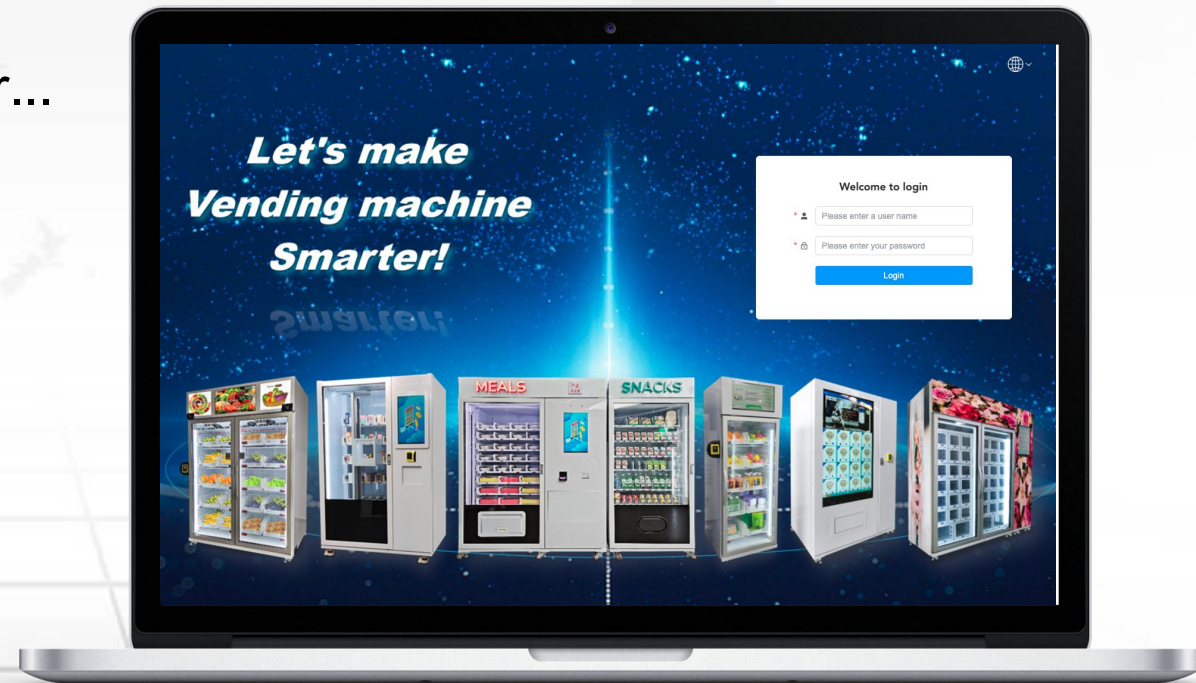 r...
Let's make
Vending machine
Smarter!
Welcome to login
* Please enter a user name
* Please enter your password
Login
MEALS
SNACKS